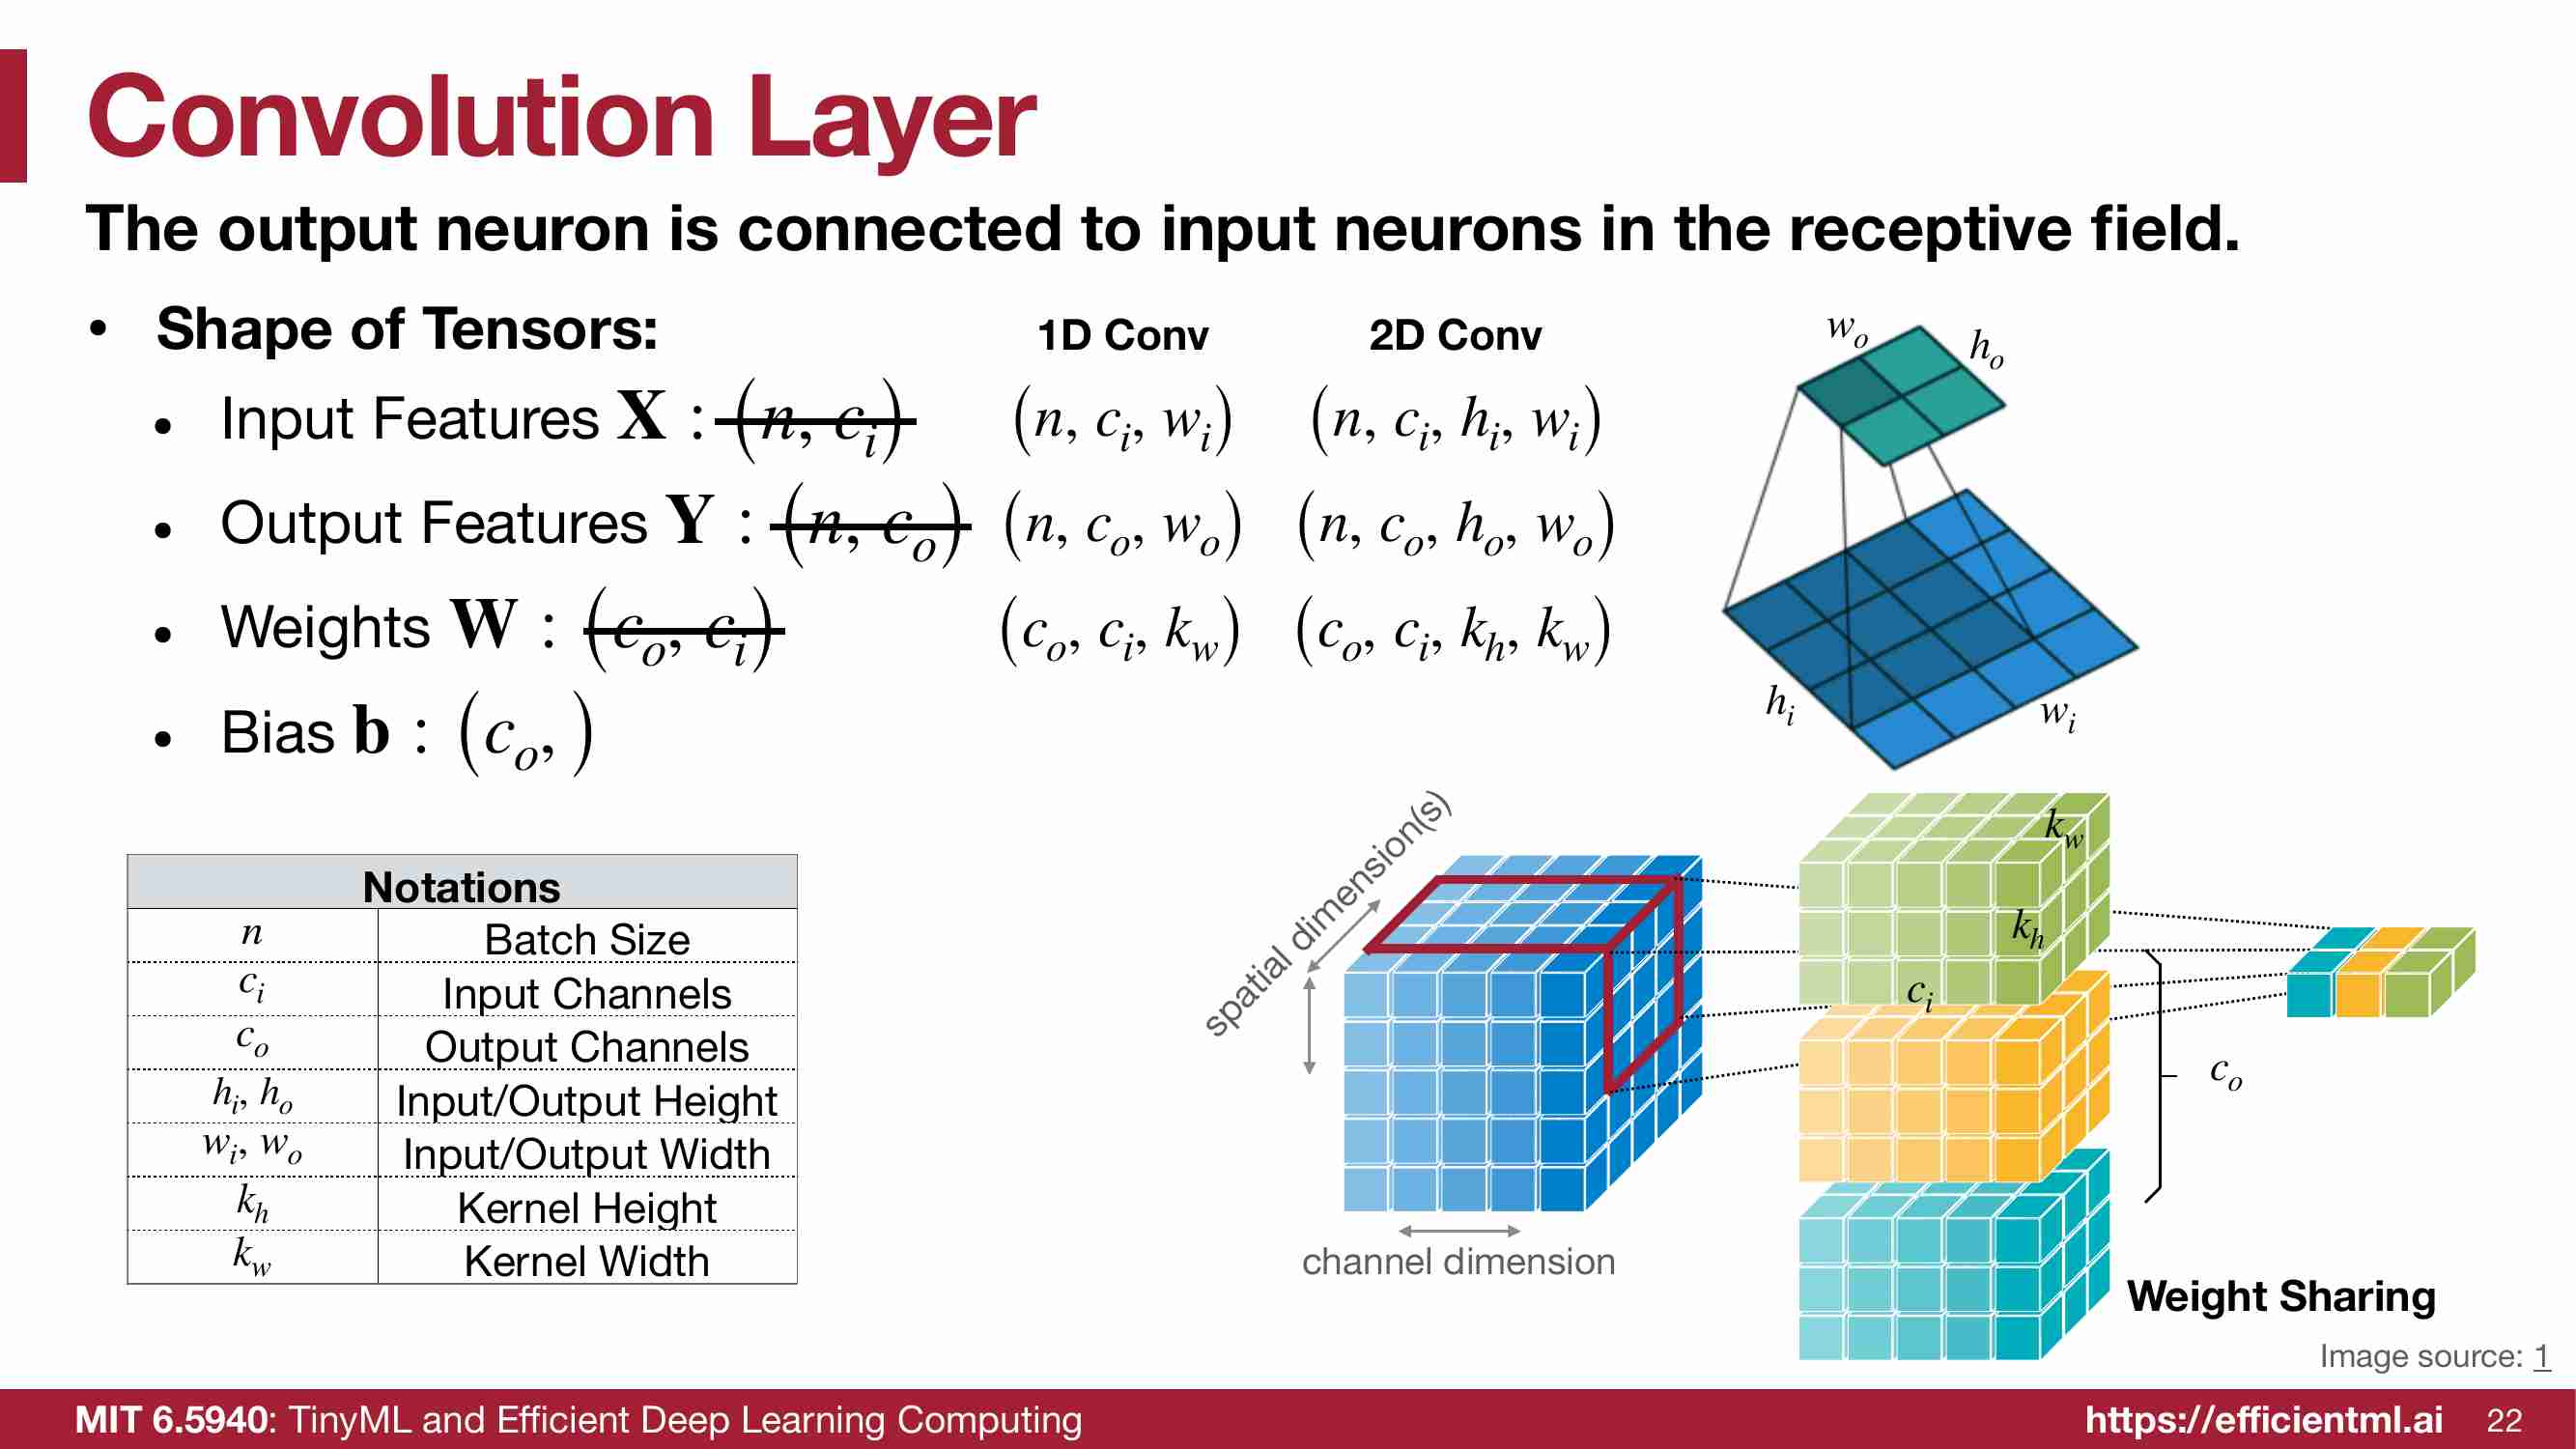 Convolution Layer
The output neuron is connected to input neurons in the receptive field.
• Shape of Tensors: 1D Conv 2D Conv
• Input Features X : (n, c_i) (n, c_i, w_i) (n, c_i, h_i, w_i)
• Output Features Y : (n, c_o) (n, c_o, w_o) (n, c_o, h_o, w_o)
• Weights W : (c_o, c_i) (c_o, c_i, k_w) (c_o, c_i, k_h, k_w)
• Bias b : (c_o, )
w_o h_o
h_i w_i
Notations
n Batch Size
c_i Input Channels
c_o Output Channels
h_i, h_o Input/Output Height
w_i, w_o Input/Output Width
k_h Kernel Height
k_w Kernel Width
spatial dimension(s)
channel dimension
k_w
k_h
c_i
c_o
Weight Sharing
Image source: 1
MIT 6.5940: TinyML and Efficient Deep Learning Computing https://efficientml.ai 22